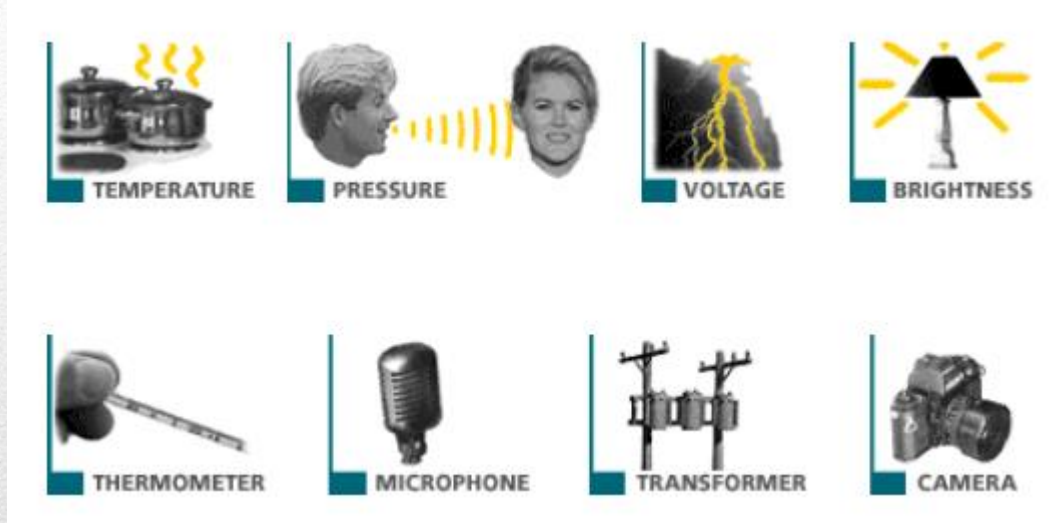 TEMPERATURE
PRESSURE
VOLTAGE
BRIGHTNESS
THERMOMETER
MICROPHONE
TRANSFORMER
CAMERA